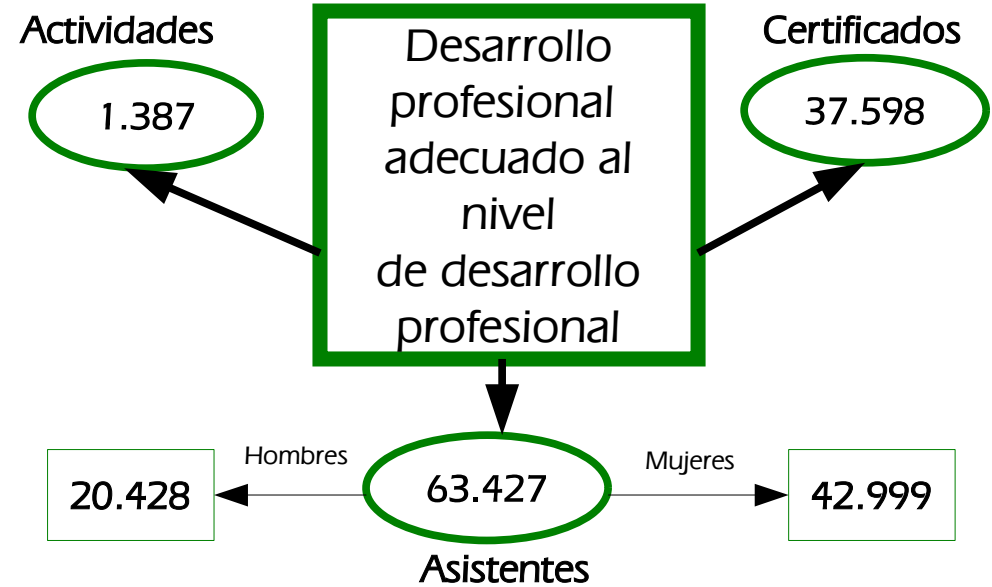 Actividades
1.387
Desarrollo
profesional
adecuado al
nivel
de desarrollo
profesional
Certificados
37.598
Hombres
20.428
63.427
Asistentes
Mujeres
42.999